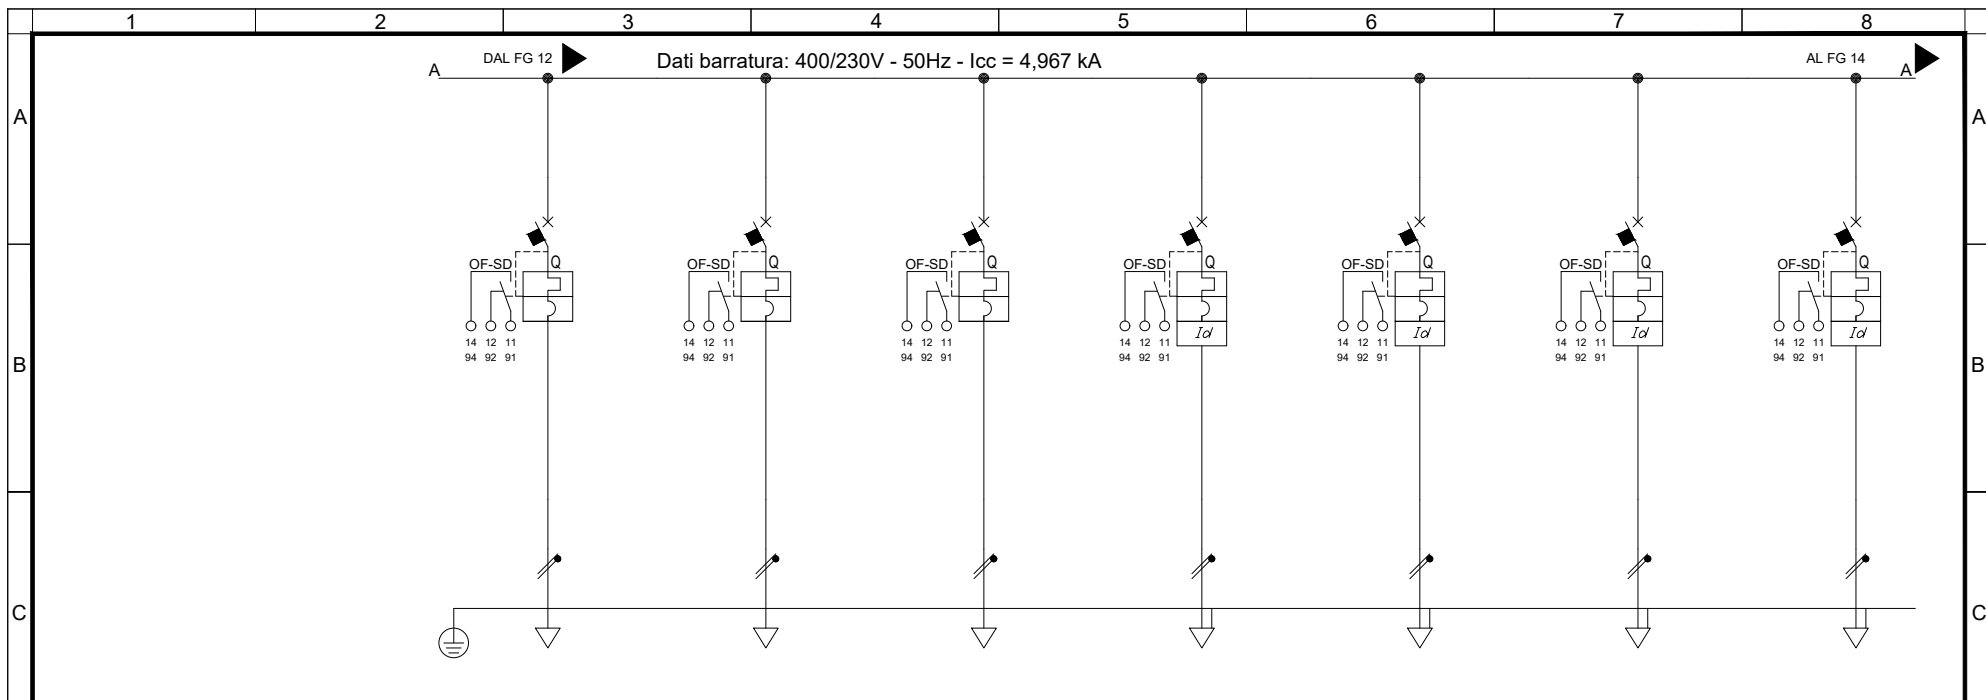 1 2 3 4 5 6 7 8
DAL FG 12 Dati barratura: 400/230V - 50Hz - Icc = 4,967 kA AL FG 14
A A
A A
OF-SD Q OF-SD Q OF-SD Q OF-SD Q OF-SD Q OF-SD Q OF-SD Q
Id Id Id Id
14 12 11 14 12 11 14 12 11 14 12 11 14 12 11 14 12 11 14 12 11
94 92 91 94 92 91 94 92 91 94 92 91 94 92 91 94 92 91 94 92 91
B B
C C